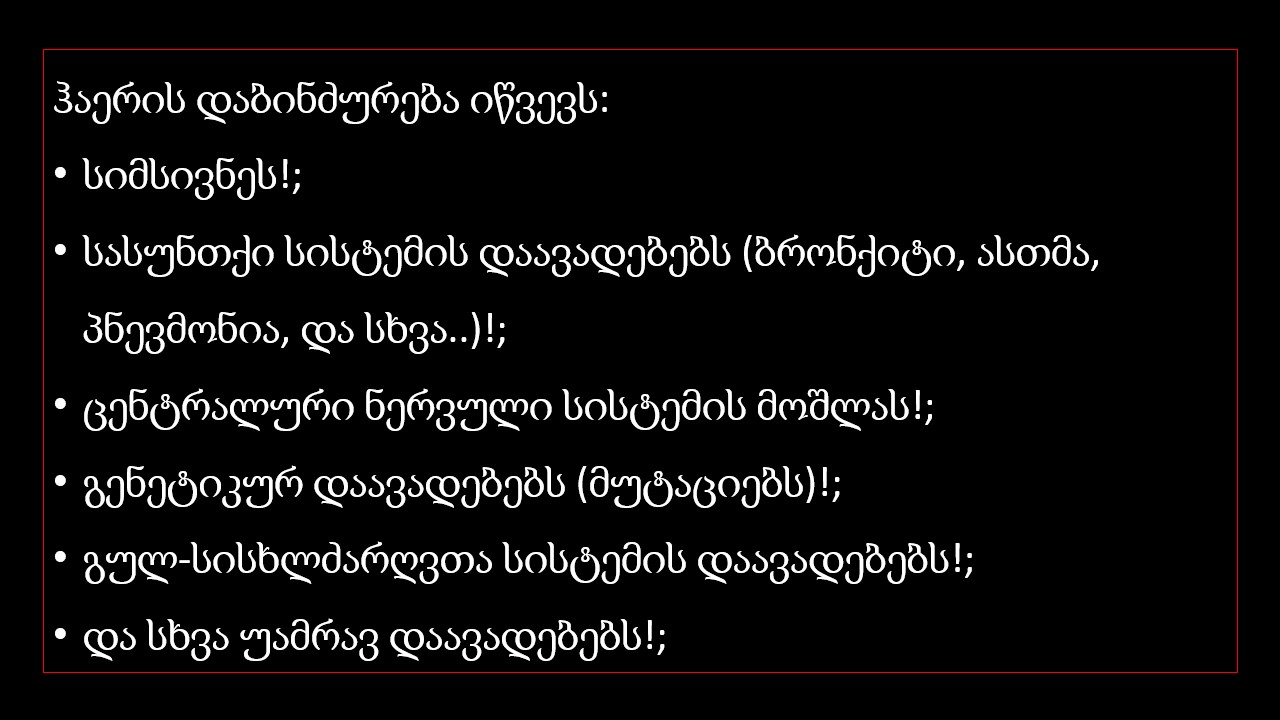 ჰაერის დაბინძურება იწვევს:
• სიმსივნეს!;
• სასუნთქი სისტემის დაავადებებს (ბრონქიტი, ასთმა,
პნევმონია, და სხვა..)!;
• ცენტრალური ნერვული სისტემის მოშლას!;
• გენეტიკურ დაავადებებს (მუტაციებს)!;
• გულ-სისხლძარღვთა სისტემის დაავადებებს!;
• და სხვა უამრავ დაავადებებს!;